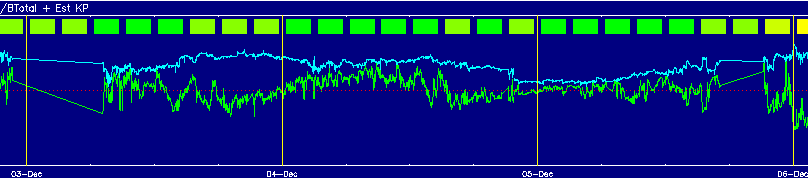 /BTotal + Est KP
03-Dec 04-Dec 05-Dec 06-Dec